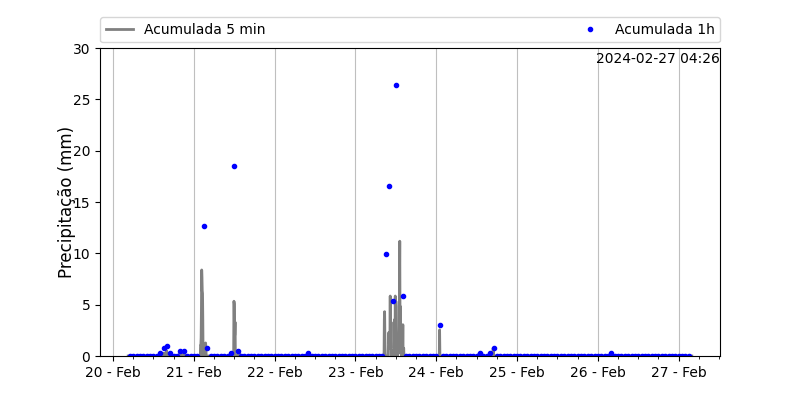 Acumulada 5 min
Acumulada 1h
2024-02-27 04:26
Precipitação (mm)
30
25
20
15
10
5
0
20 - Feb
21 - Feb
22 - Feb
23 - Feb
24 - Feb
25 - Feb
26 - Feb
27 - Feb